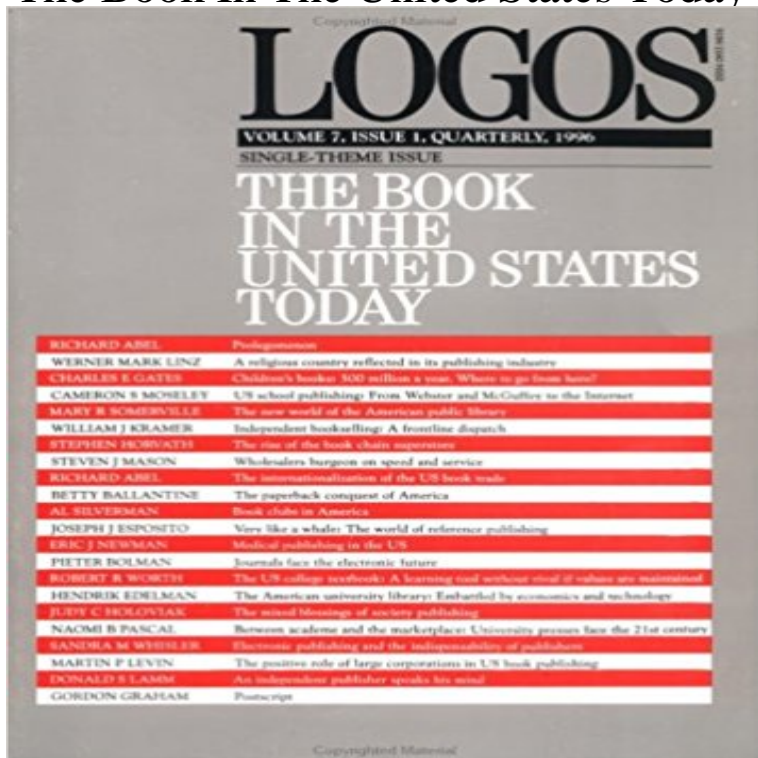 The Book In The United States Today
Copyrighted Material
LOGOS
VOLUME 7, ISSUE 1, QUARTERLY, 1996
SINGLE-THEME ISSUE
THE BOOK
IN THE
UNITED STATES
TODAY
RICHARD ABEL Prolegomenon
WERNER MARK LINZ A religious country reflected in its publishing industry
CHARLES E GATES Children's books: 500 million a year, Where to go from here?
CAMERON S MOSELEY US school publishing: From Webster and McGuffey to the Internet
MARY R SOMERVILLE The new world of the American public library
WILLIAM J KRAMER Independent bookselling: A frontline dispatch
STEPHEN HORVATH The rise of the book chain superstore
STEVEN J MASON Wholesalers burgeon on speed and service
RICHARD ABEL The internationalization of the US book trade
BETTY BALLANTINE The paperback conquest of America
AL SILVERMAN Book clubs in America
JOSEPH J ESPOSITO Very like a whale: The world of reference publishing
ERIC J NEWMAN Medical publishing in the US
PIETER BOLMAN Journals face the electronic future
ROBERT R WORTH The US college textbook: A learning tool without rival if values are maintained
HENDRIK EDELMAN The American university library: Embattled by economics and technology
JUDY C HOLOVIAK The mixed blessings of society publishing
NAOMI B PASCAL Between academe and the marketplace: University presses face the 21st century
SANDRA M WHISLER Electronic publishing and the indispensability of publishers
MARTIN P LEVIN The positive role of large corporations in US book publishing
DONALD S LAMM An independent publisher speaks his mind
GORDON GRAHAM Postscript
Copyrighted Material